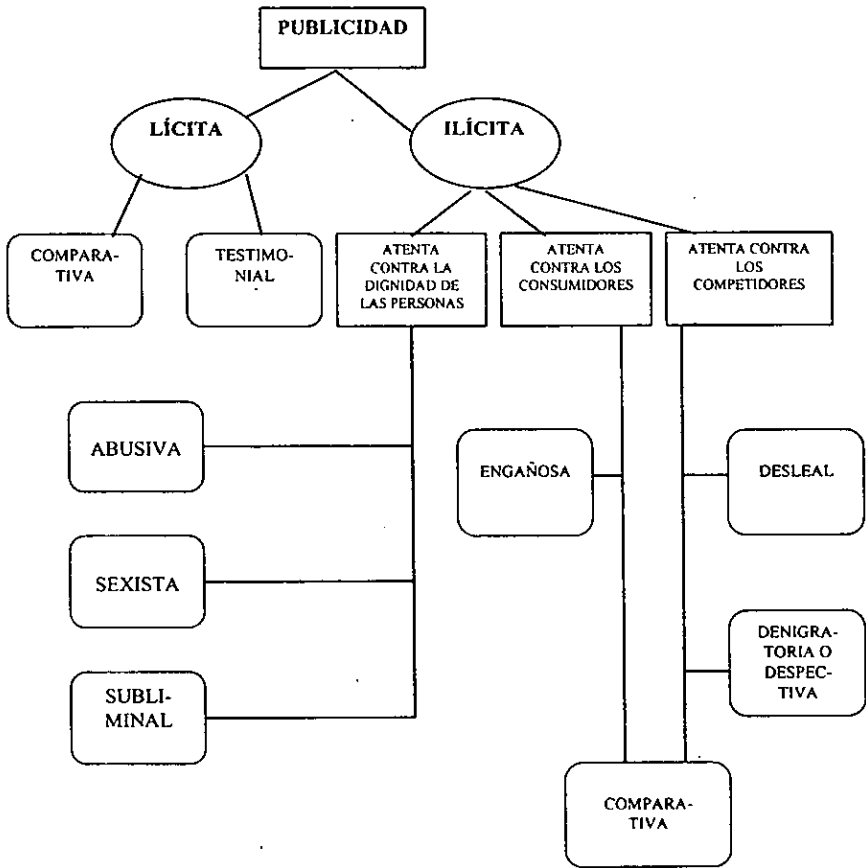 PUBLICIDAD
LÍCITA
ILÍCITA
COMPARA-
TIVA
TESTIMO-
NIAL
ATENTA
CONTRA LA
DIGNIDAD DE
LAS PERSONAS
ATENTA
CONTRA LOS
CONSUMIDORES
ATENTA CONTRA
LOS
COMPETIDORES
ABUSIVA
ENGAÑOSA
DESLEAL
SEXISTA
DENIGRA-
TORIA O
DESPEC-
TIVA
SUBLI-
MINAL
COMPARA-
TIVA